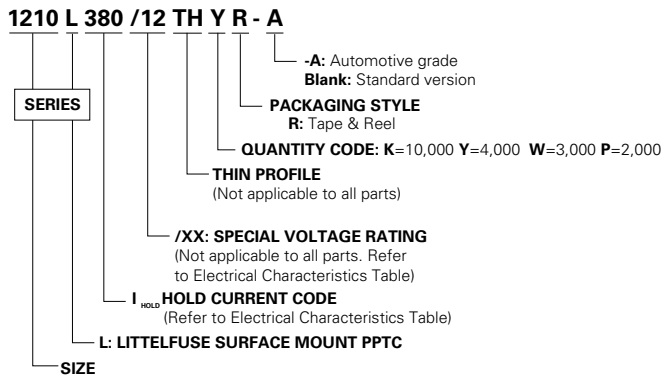 1210 L 380 /12 TH Y R - A
-A: Automotive grade
Blank: Standard version
SERIES
PACKAGING STYLE
R: Tape & Reel
QUANTITY CODE: K=10,000 Y=4,000 W=3,000 P=2,000
THIN PROFILE
(Not applicable to all parts)
/XX: SPECIAL VOLTAGE RATING
(Not applicable to all parts. Refer
to Electrical Characteristics Table)
I HOLD HOLD CURRENT CODE
(Refer to Electrical Characteristics Table)
L: LITTELFUSE SURFACE MOUNT PPTC
SIZE